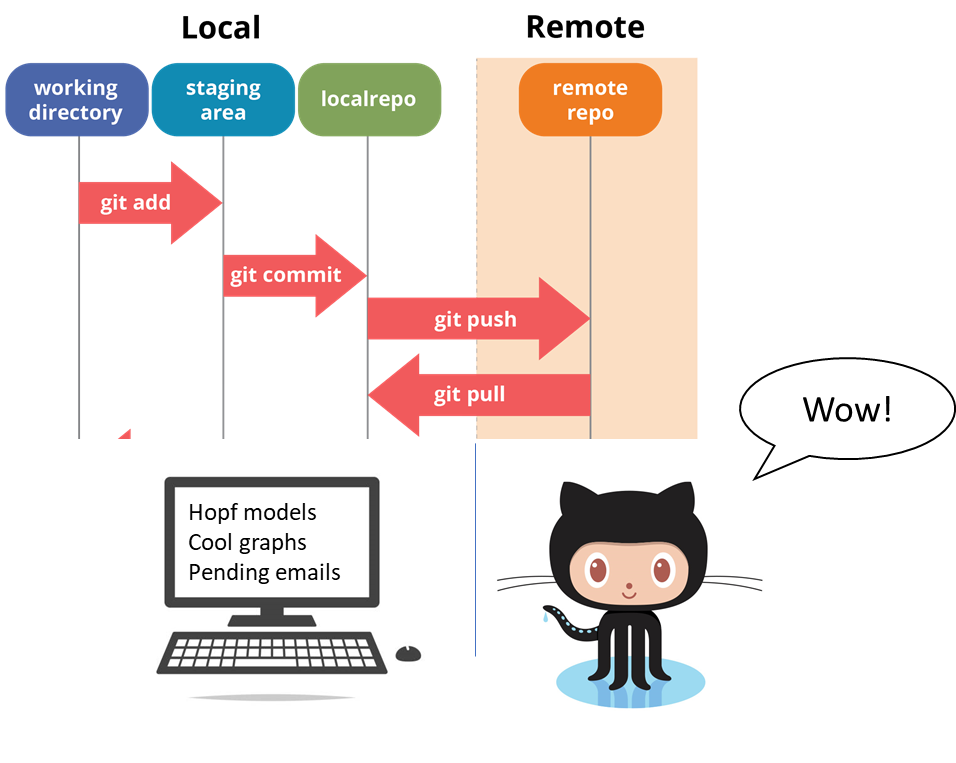 Local
Remote
working
directory
staging
area
localrepo
remote
repo
git add
git commit
git push
git pull
Wow!
Hopf models
Cool graphs
Pending emails